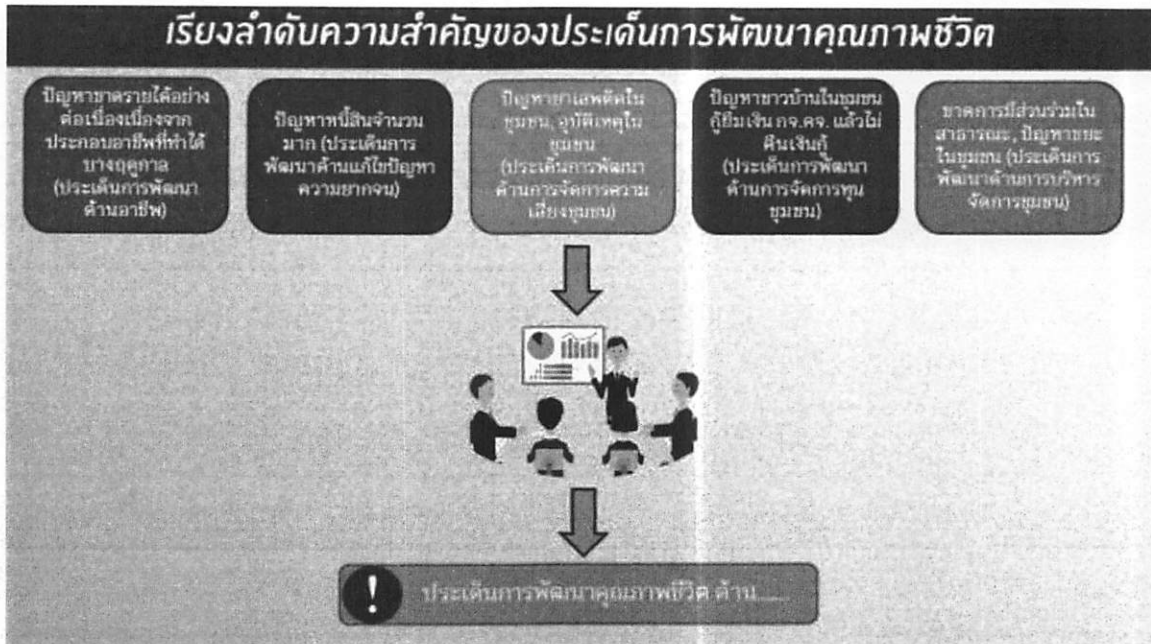 เรียงลำดับความสำคัญของประเด็นการพัฒนาคุณภาพชีวิต
ปัญหาขาดรายได้อย่าง
ต่อเนื่องเนื่องจาก
ประกอบอาชีพที่ทำได้
บางฤดูกาล
(ประเด็นการพัฒนา
ด้านอาชีพ)
ปัญหาหนี้สินจำนวน
มาก (ประเด็นการ
พัฒนาด้านแก้ไขปัญหา
ความยากจน)
ปัญหายาเสพติดใน
ชุมชน, อุบัติเหตุใน
ชุมชน
(ประเด็นการพัฒนา
ด้านการจัดการความ
เสี่ยงชุมชน)
ปัญหาชาวบ้านในชุมชน
กู้ยืมเงิน กจ.คจ. แล้วไม่
คืนเงินกู้
(ประเด็นการพัฒนา
ด้านการจัดการทุน
ชุมชน)
ขาดการมีส่วนร่วมใน
สาธารณะ, ปัญหาขยะ
ในชุมชน (ประเด็นการ
พัฒนาด้านการบริหาร
จัดการชุมชน)
! ประเด็นการพัฒนาคุณภาพชีวิต ด้าน......